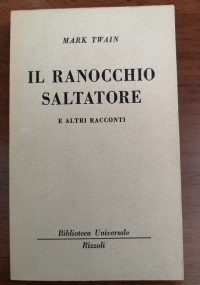 MARK TWAIN
IL RANOCCHIO
SALTATORE
E ALTRI RACCONTI
Biblioteca Universale
Rizzoli